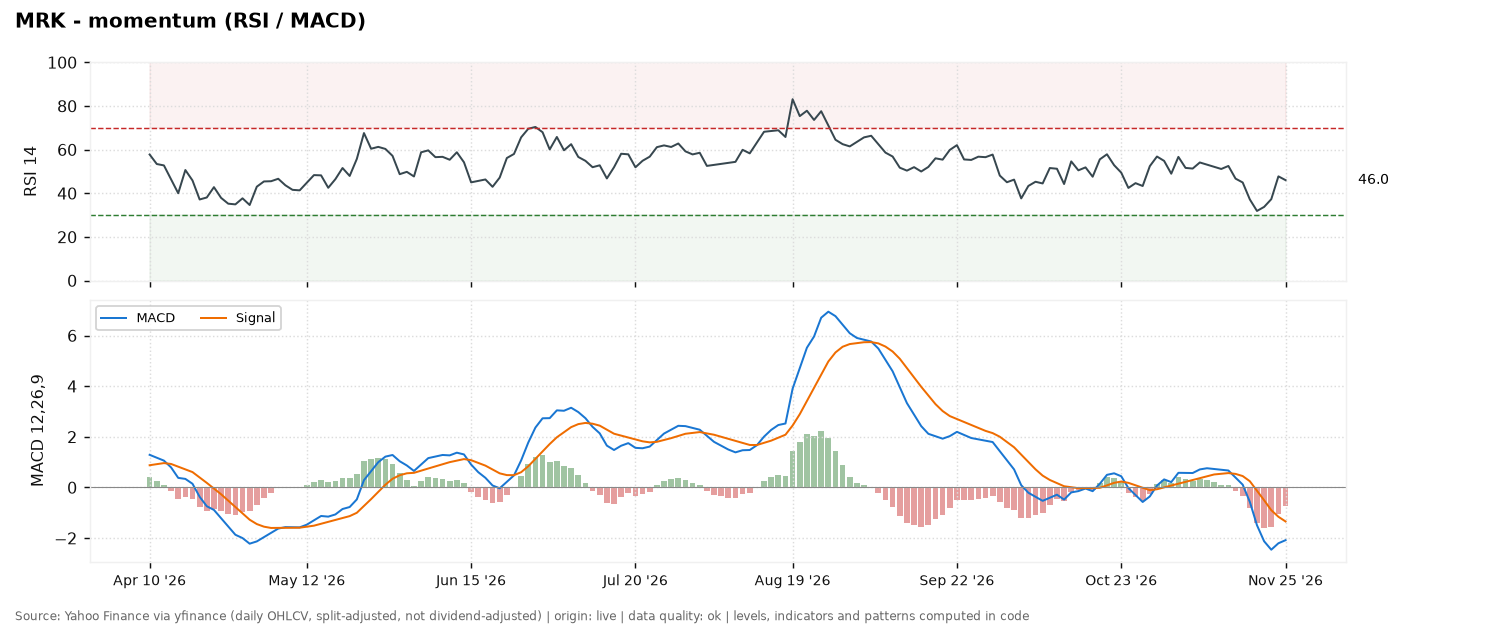 MRK - momentum (RSI / MACD)
100
80
60
40
20
0
RSI 14
46.0
MACD
Signal
6
4
2
0
−2
MACD 12,26,9
Apr 10 '26
May 12 '26
Jun 15 '26
Jul 20 '26
Aug 19 '26
Sep 22 '26
Oct 23 '26
Nov 25 '26
Source: Yahoo Finance via yfinance (daily OHLCV, split-adjusted, not dividend-adjusted) | origin: live | data quality: ok | levels, indicators and patterns computed in code